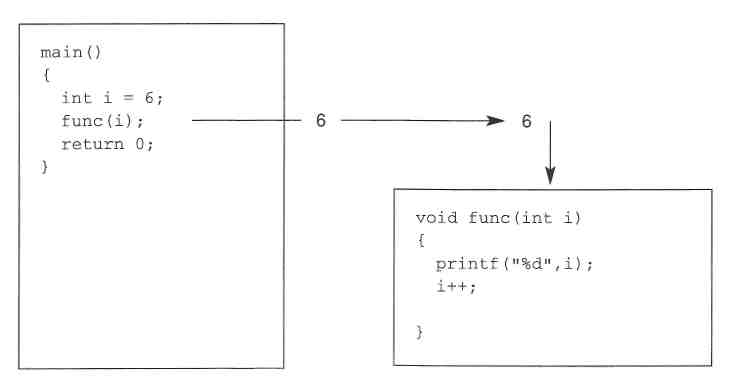 main()
{
int i = 6;
func(i);
return 0;
}
6
6
void func(int i)
{
printf("%d",i);
i++;
}